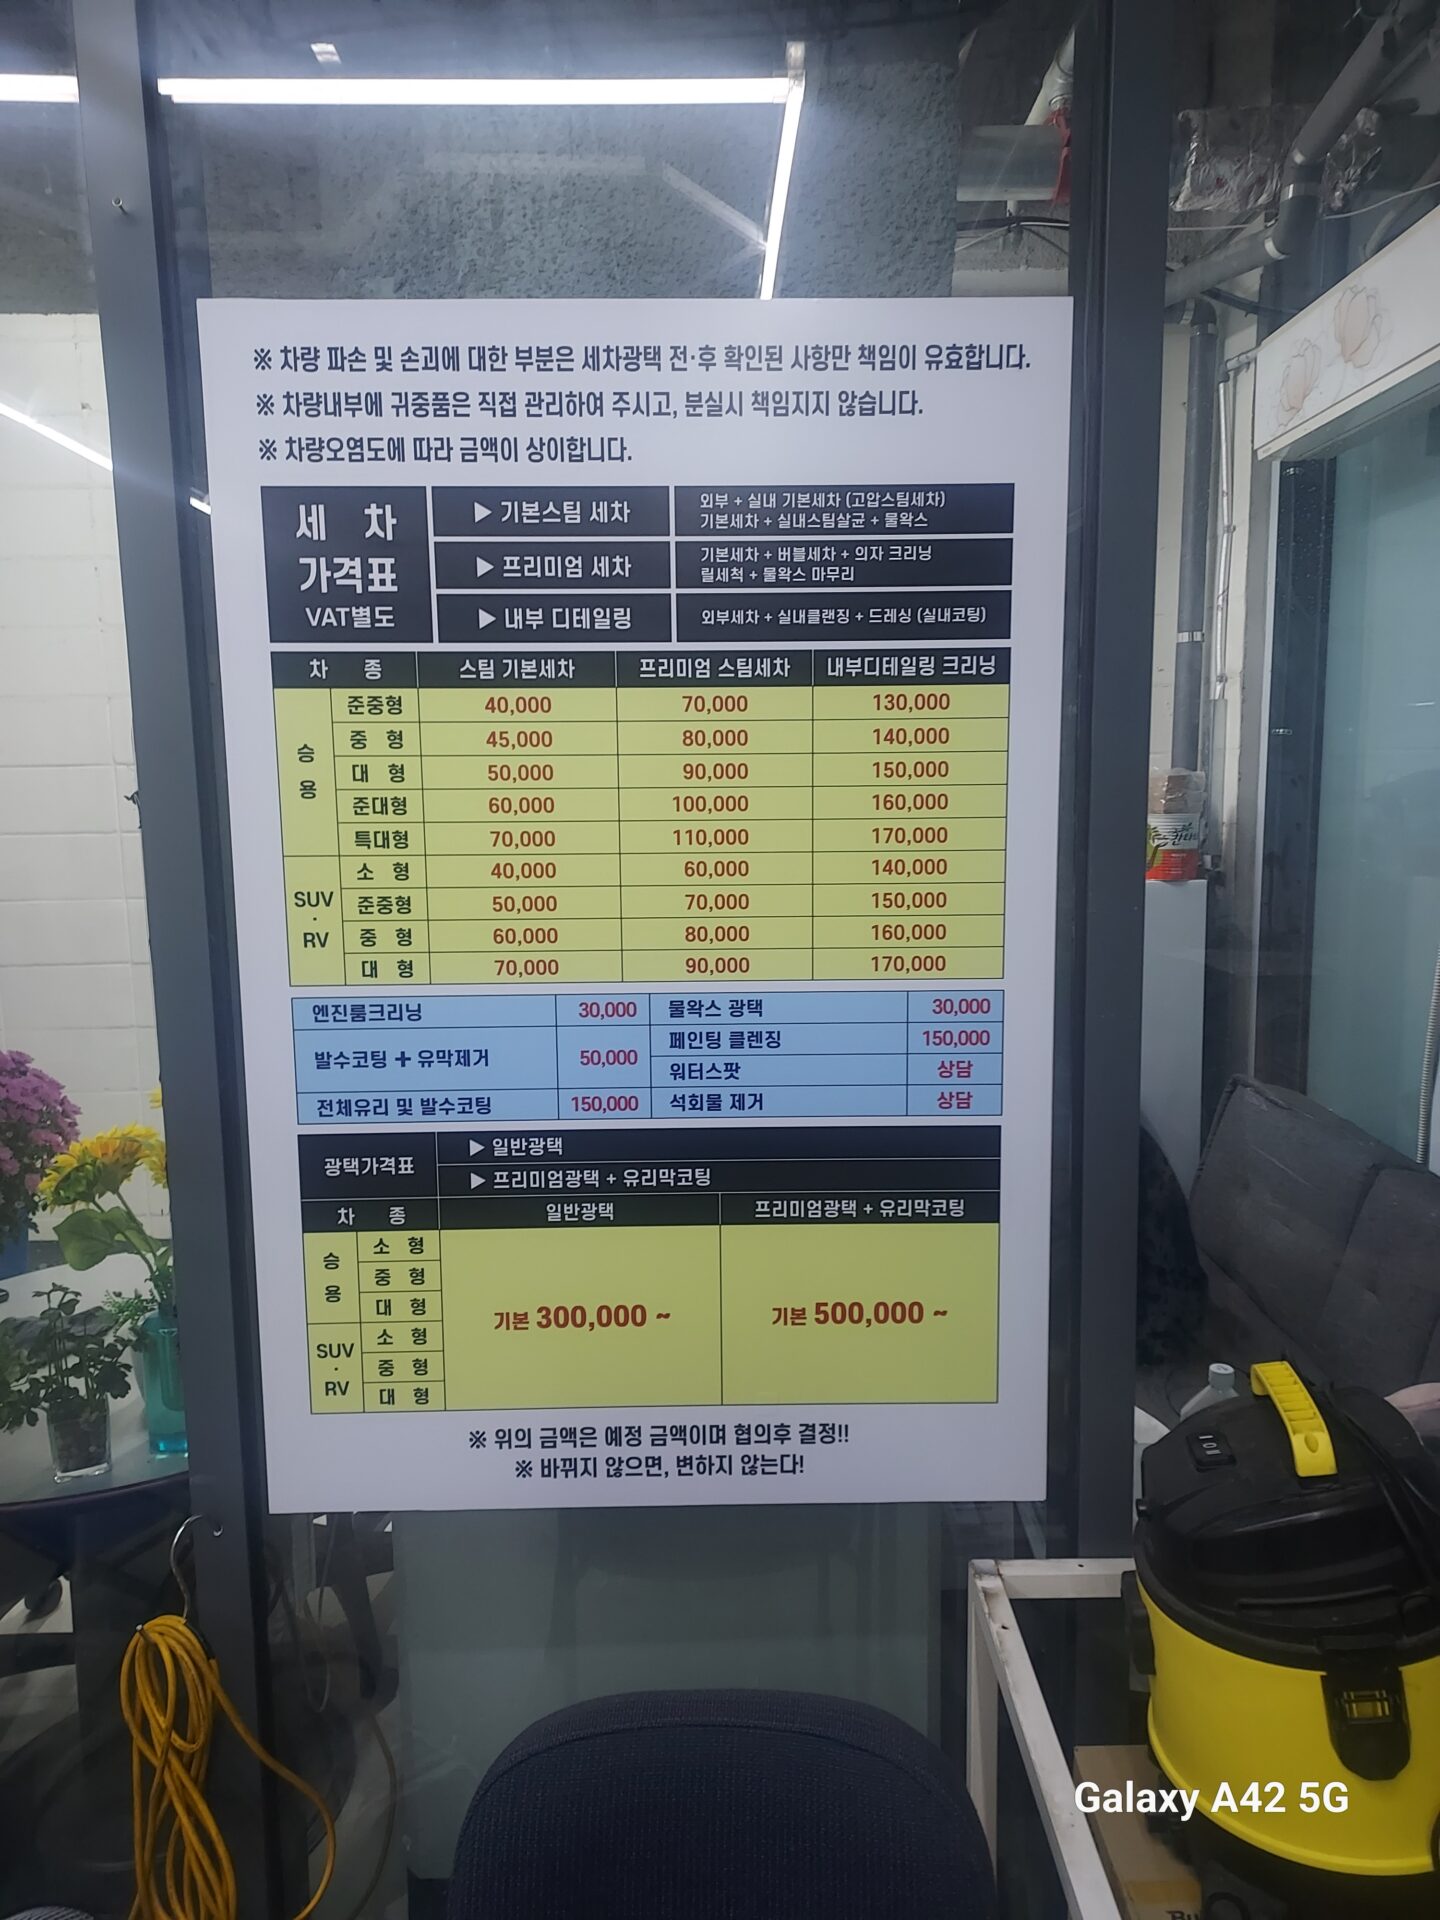 ※ 차량 파손 및 손괴에 대한 부분은 세차광택 전·후 확인된 사항만 책임이 유효합니다.
※ 차량내부에 귀중품은 직접 관리하여 주시고, 분실시 책임지지 않습니다.
※ 차량오염도에 따라 금액이 상이합니다.
세 차
가격표
VAT별도
▶ 기본스팀 세차
외부 + 실내 기본세차 (고압스팀세차)
기본세차 + 실내스팀살균 + 물왁스
▶ 프리미엄 세차
기본세차 + 버블세차 + 의자 크리닝
릴세척 + 물왁스 마무리
▶ 내부 디테일링
외부세차 + 실내클랜징 + 드레싱 (실내코팅)
차 종 스팀 기본세차 프리미엄 스팀세차 내부디테일링 크리닝
승용
준중형 40,000 70,000 130,000
중 형 45,000 80,000 140,000
대 형 50,000 90,000 150,000
준대형 60,000 100,000 160,000
특대형 70,000 110,000 170,000
SUV · RV
소 형 40,000 60,000 140,000
준중형 50,000 70,000 150,000
중 형 60,000 80,000 160,000
대 형 70,000 90,000 170,000
엔진룸크리닝 30,000
발수코팅 + 유막제거 50,000
전체유리 및 발수코팅 150,000
물왁스 광택 30,000
페인팅 클렌징 150,000
워터스팟 상담
석회물 제거 상담
광택가격표
▶ 일반광택
▶ 프리미엄광택 + 유리막코팅
차 종 일반광택 프리미엄광택 + 유리막코팅
승용
소 형
중 형
대 형
SUV · RV
소 형
중 형
대 형
기본 300,000 ~
기본 500,000 ~
※ 위의 금액은 예정 금액이며 협의후 결정!!
※ 바뀌지 않으면, 변하지 않는다!
Galaxy A42 5G